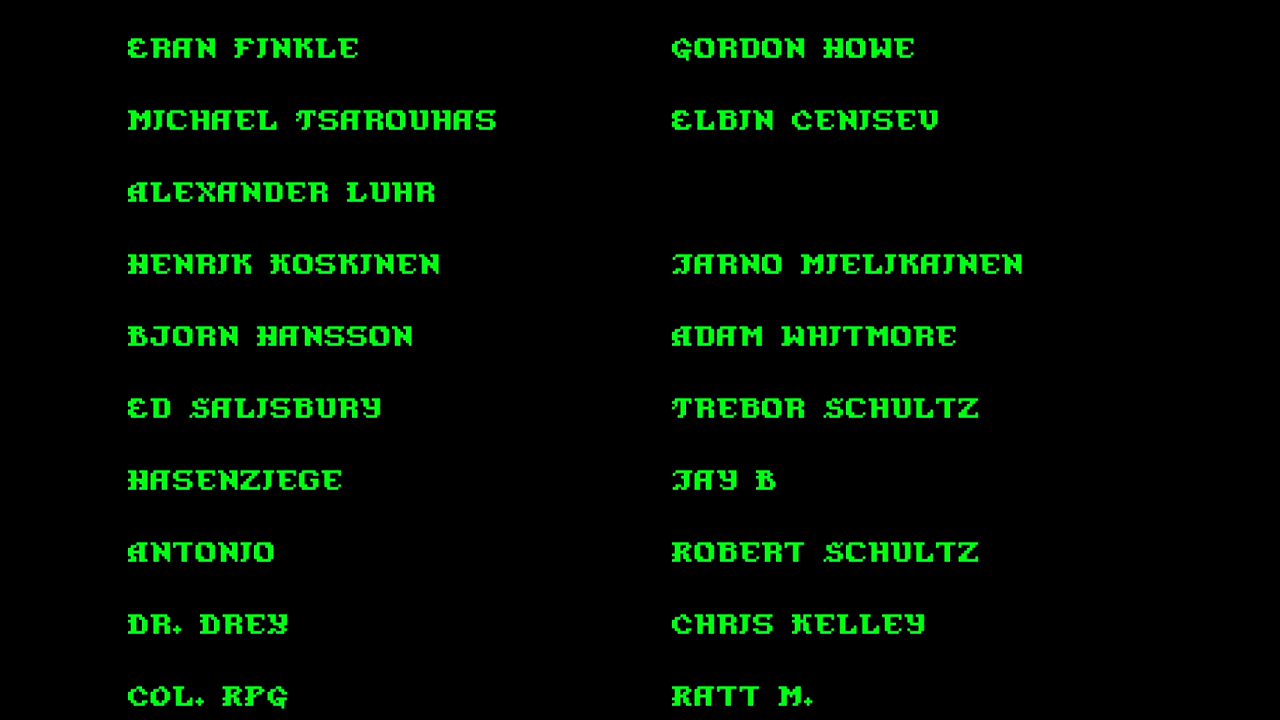 ERAN FINKLE GORDON HOWE
MICHAEL TSAROUHAS ELBIN CENISEV
ALEXANDER LUHR
HENRIK KOSKINEN JARNO MIELIKAINEN
BJORN HANSSON ADAM WHITMORE
ED SALISBURY TREBOR SCHULTZ
HASENZIEGE JAY B
ANTONIO ROBERT SCHULTZ
DR. DREY CHRIS KELLEY
COL. RPG RATT M.